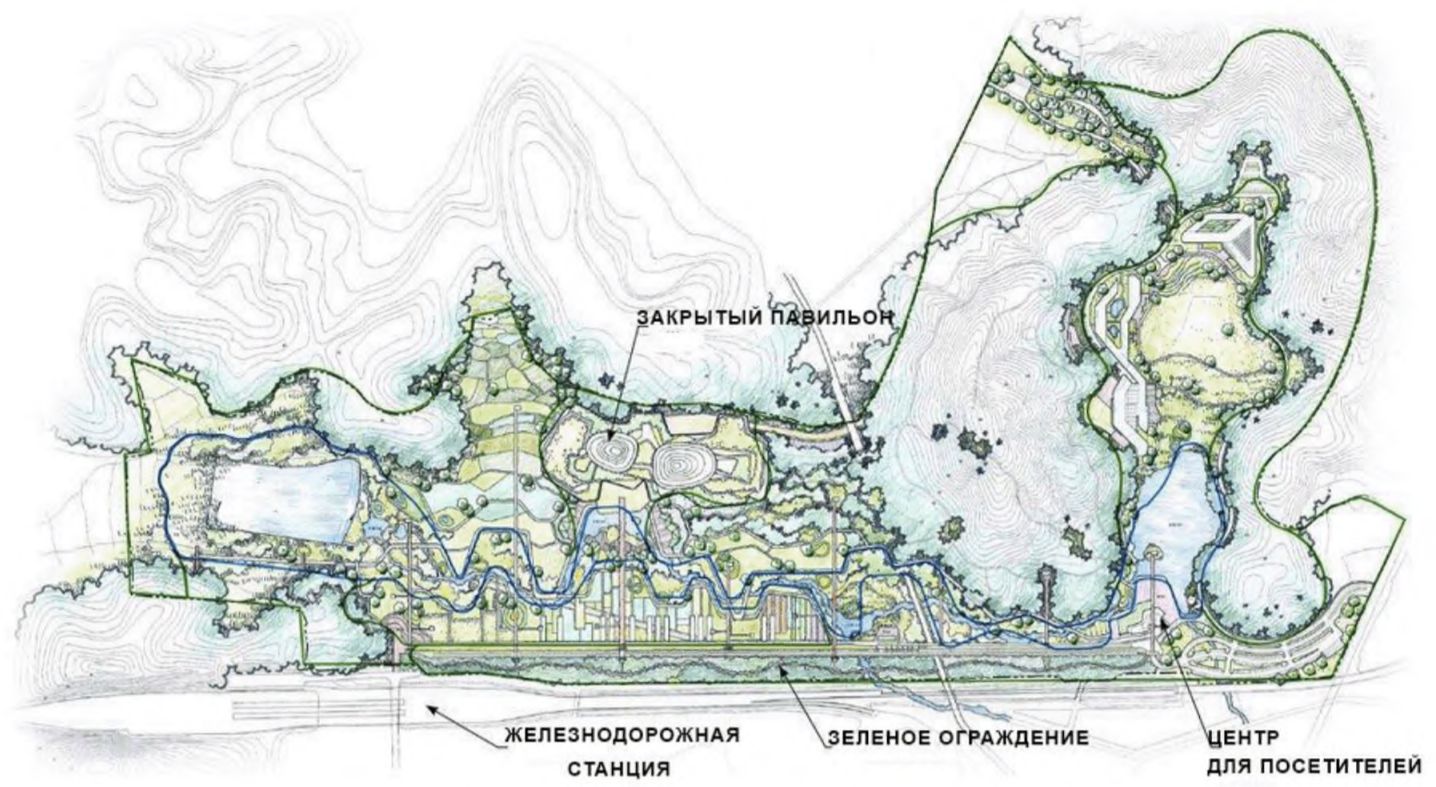 ЗАКРЫТЫЙ ПАВИЛЬОН
ЖЕЛЕЗНОДОРОЖНАЯ
СТАНЦИЯ
ЗЕЛЕНОЕ ОГРАЖДЕНИЕ
ЦЕНТР
ДЛЯ ПОСЕТИТЕЛЕЙ